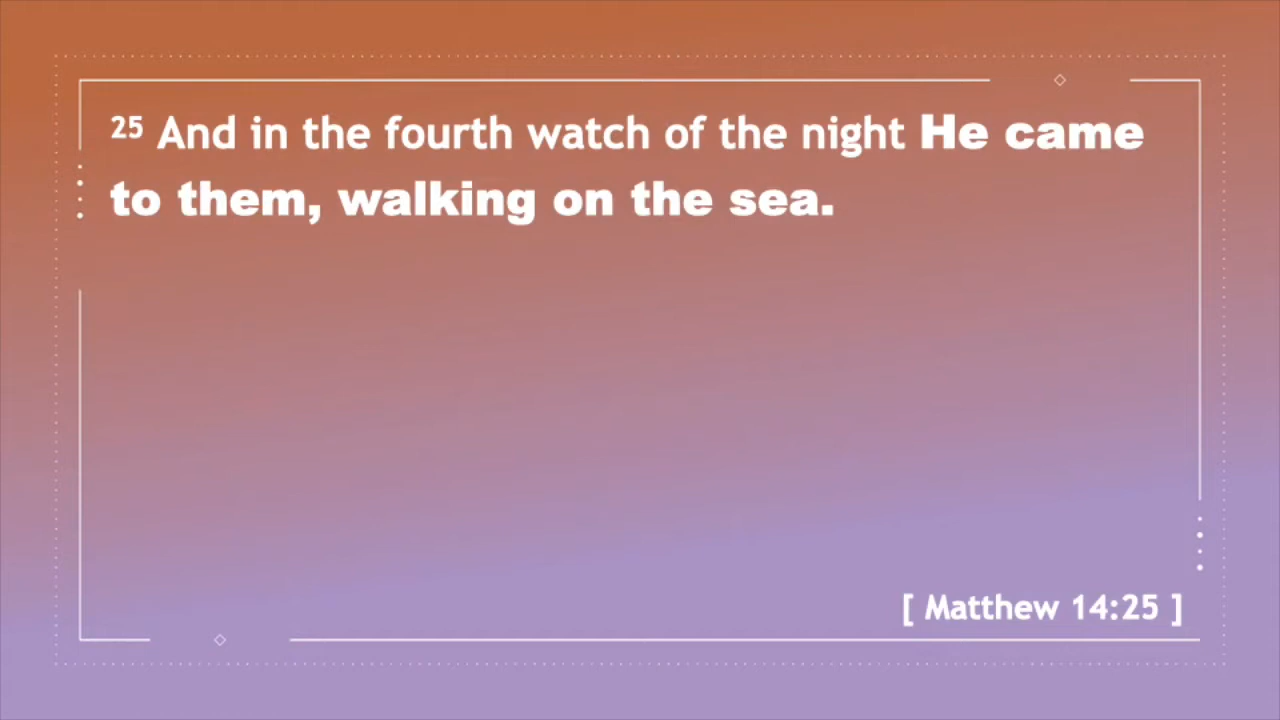 25 And in the fourth watch of the night He came
to them, walking on the sea.
[ Matthew 14:25 ]